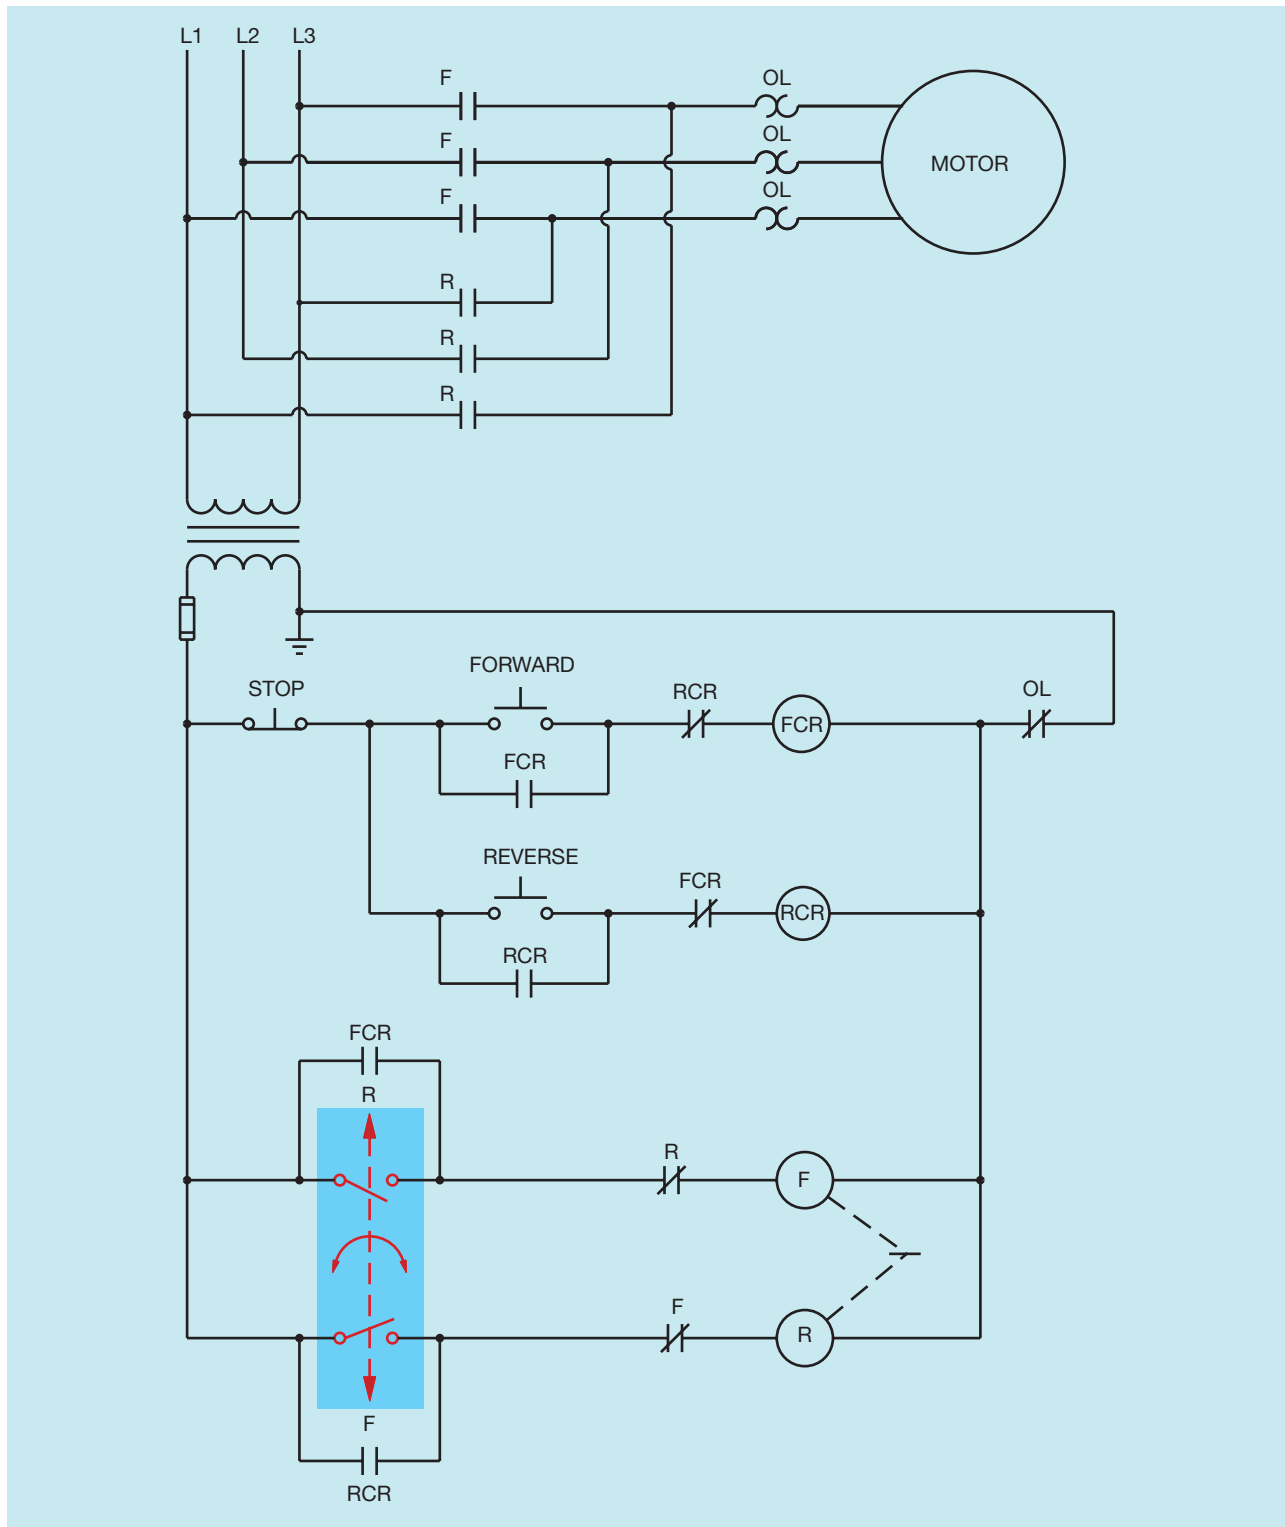 L1 L2 L3
F OL
F OL
MOTOR
F OL
R
R
R
FORWARD
STOP RCR OL
FCR
FCR
REVERSE
FCR
RCR
RCR
FCR
R
R
F
F
R
F
RCR